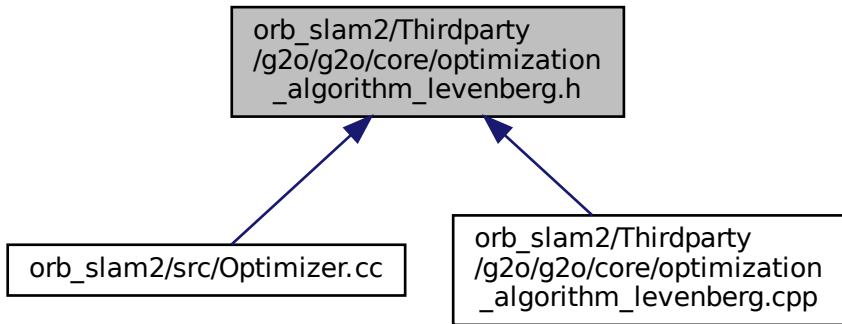 orb_slam2/Thirdparty
/g2o/g2o/core/optimization
_algorithm_levenberg.h
orb_slam2/src/Optimizer.cc
orb_slam2/Thirdparty
/g2o/g2o/core/optimization
_algorithm_levenberg.cpp